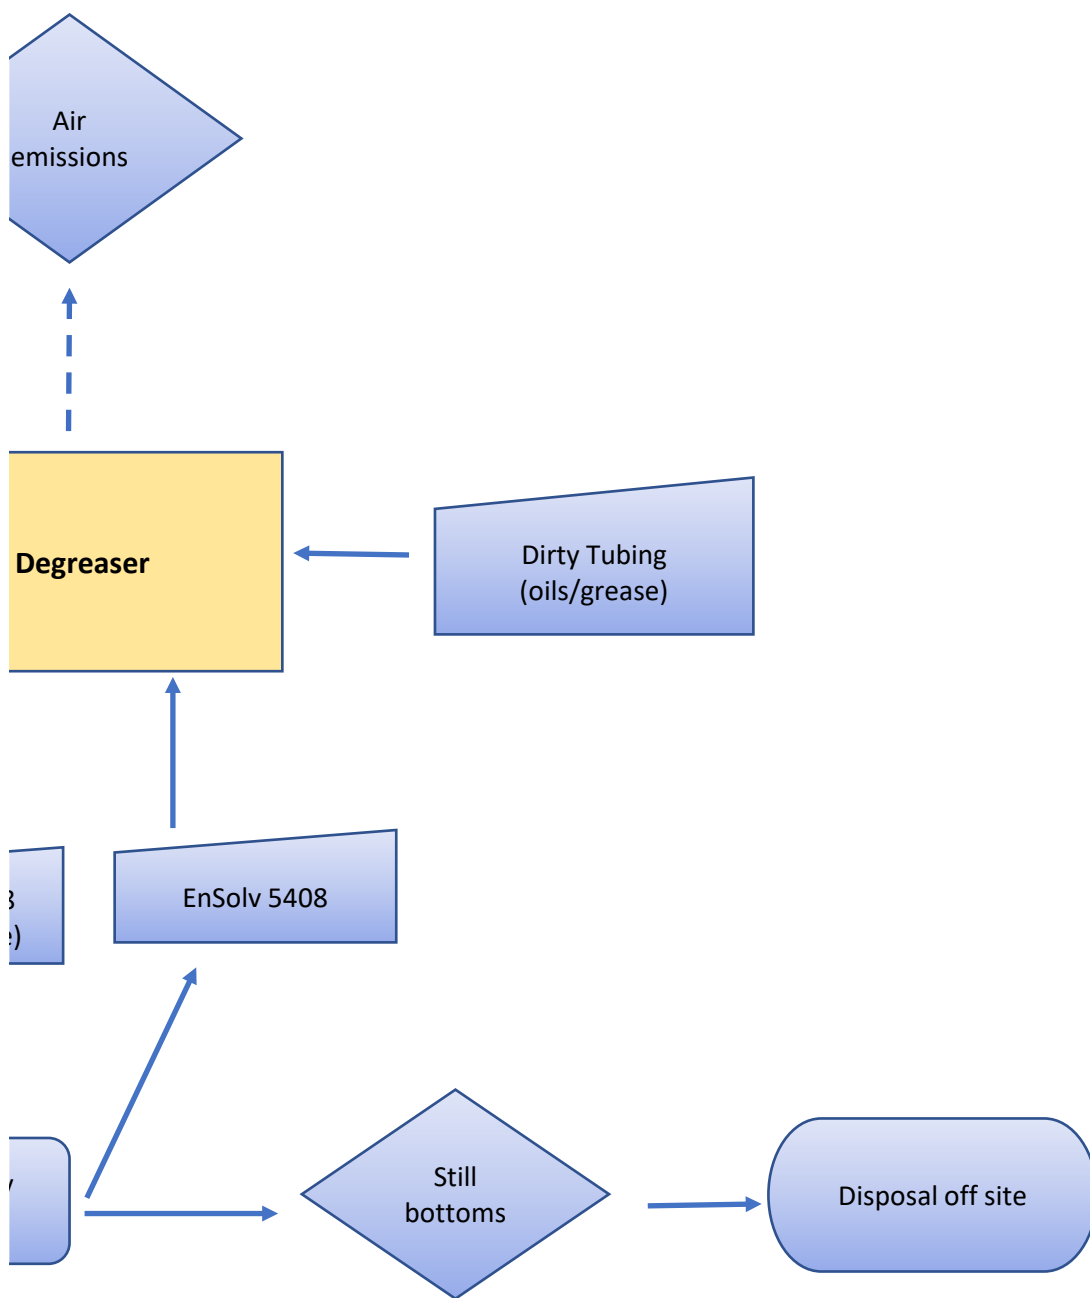 Air
emissions
Degreaser
Dirty Tubing
(oils/grease)
EnSolv 5408
Still
bottoms
Disposal off site